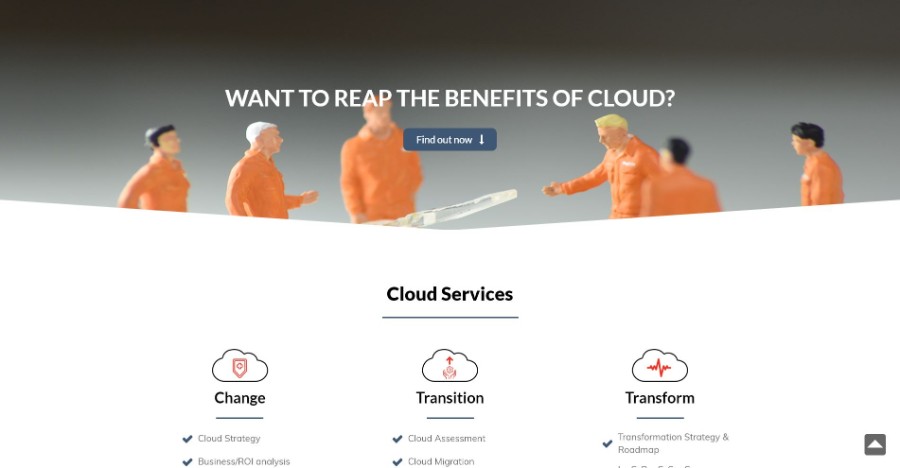 WANT TO REAP THE BENEFITS OF CLOUD?
Find out now
Cloud Services
Change
Transition
Transform
Cloud Strategy
Cloud Assessment
Transformation Strategy &
Roadmap
Business/ROI analysis
Cloud Migration